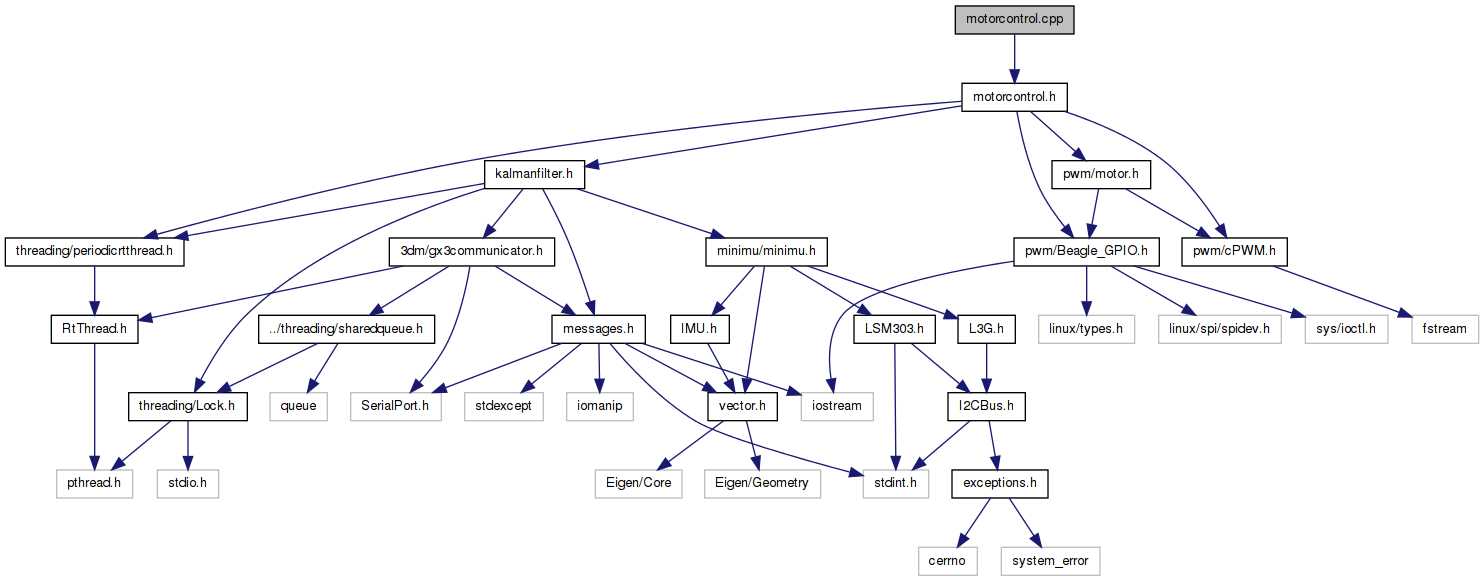 motorcontrol.cpp
motorcontrol.h
kalmanfilter.h
pwm/motor.h
threading/periodicrtthread.h
3dm/gx3communicator.h
minimu/minimu.h
pwm/Beagle_GPIO.h
pwm/cPWM.h
RtThread.h
../threading/sharedqueue.h
messages.h
IMU.h
LSM303.h
L3G.h
linux/types.h
linux/spi/spidev.h
sys/ioctl.h
fstream
threading/Lock.h
queue
SerialPort.h
stdexcept
iomanip
vector.h
iostream
I2CBus.h
pthread.h
stdio.h
Eigen/Core
Eigen/Geometry
stdint.h
exceptions.h
cerrno
system_error